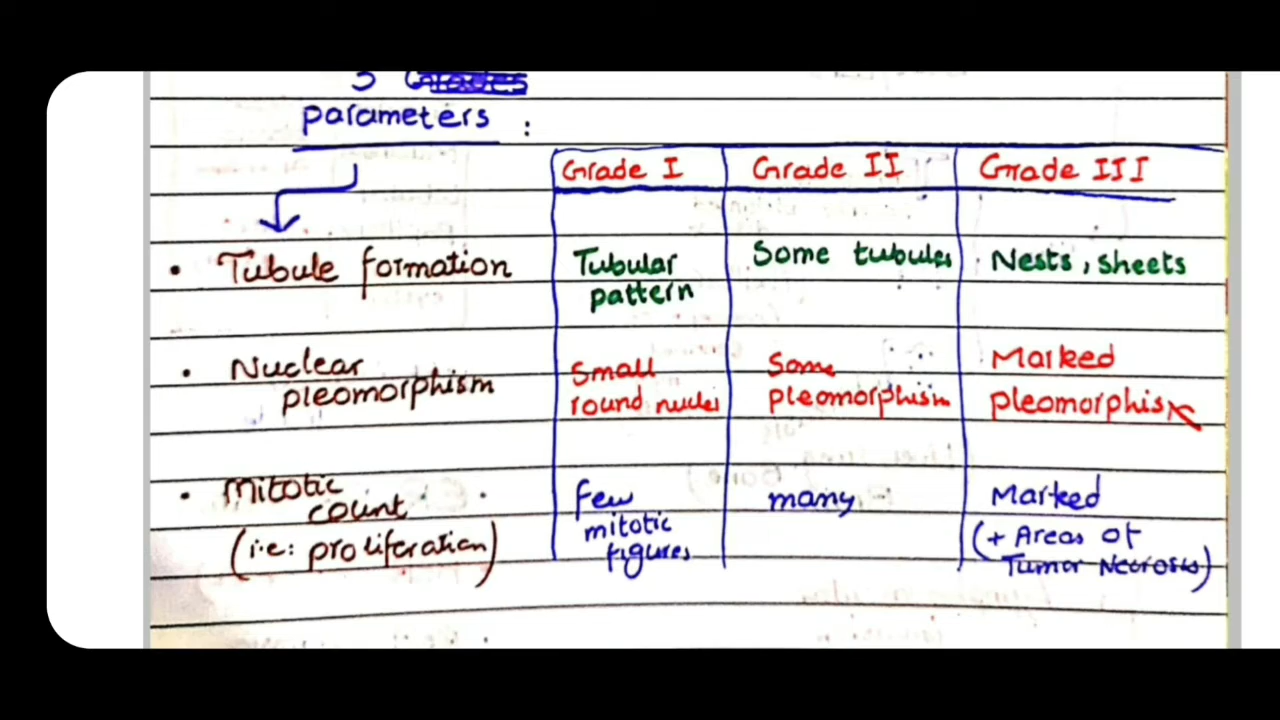 3
parameters :
Grade I Grade II Grade III
• Tubule formation Tubular pattern Some tubules Nests, sheets
• Nuclear pleomorphism Small round nuclei Some pleomorphism Marked pleomorphism
• Mitotic count (i.e: proliferation) few mitotic figures many Marked (+ Areas of Tumor Necrosis)